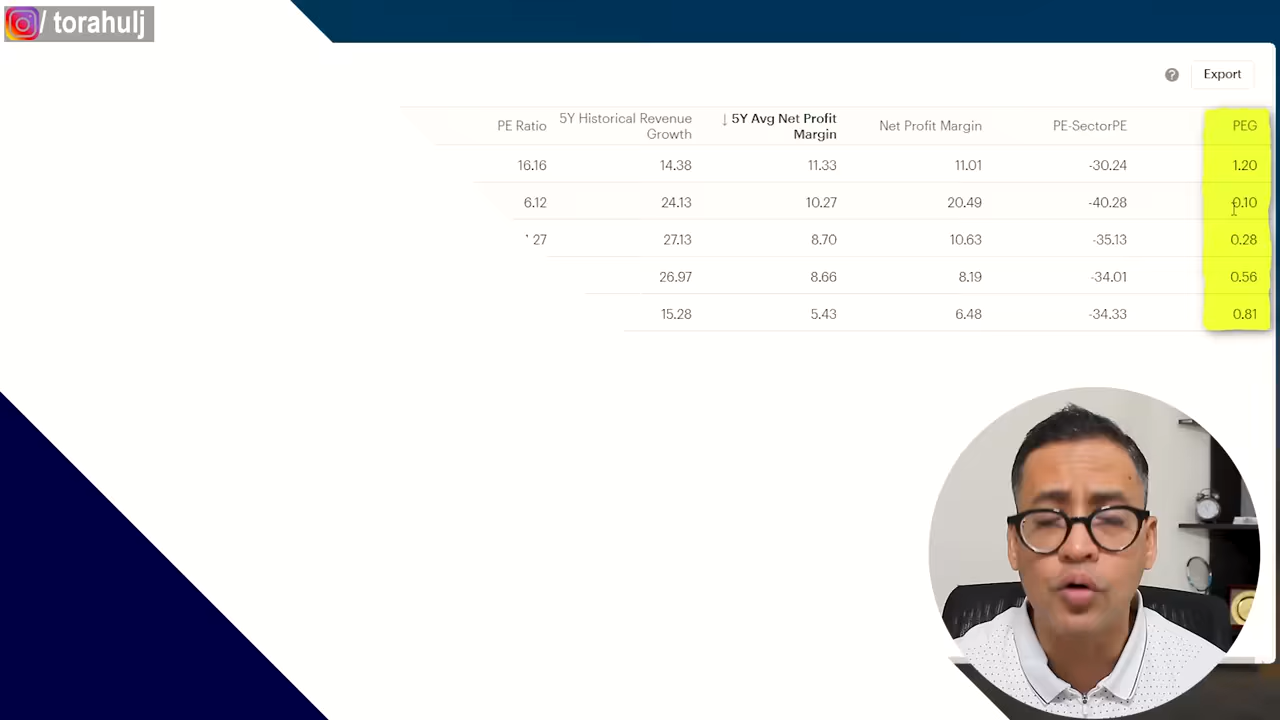 / torahulj
Export
PE Ratio 5Y Historical Revenue Growth ↓ 5Y Avg Net Profit Margin Net Profit Margin PE-SectorPE PEG
16.16 14.38 11.33 11.01 -30.24 1.20
6.12 24.13 10.27 20.49 -40.28 0.10
27 27.13 8.70 10.63 -35.13 0.28
26.97 8.66 8.19 -34.01 0.56
15.28 5.43 6.48 -34.33 0.81